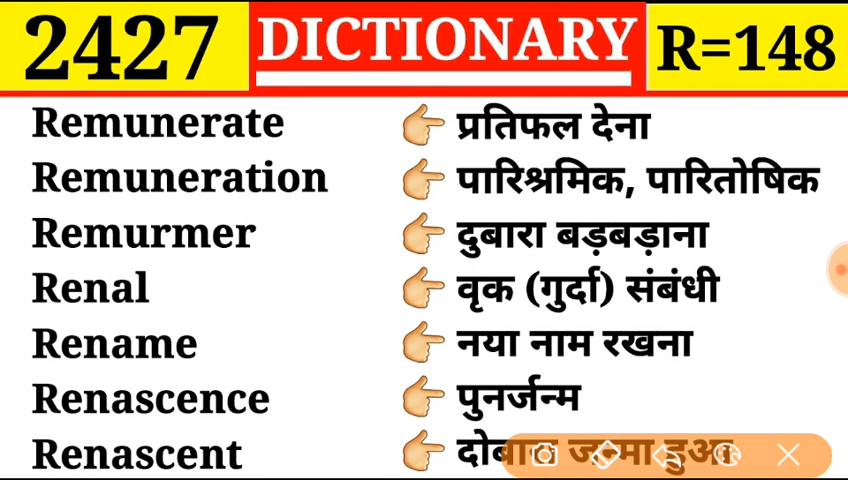 2427 DICTIONARY R=148
Remunerate 👉 प्रतिफल देना
Remuneration 👉 पारिश्रमिक, पारितोषिक
Remurmer 👉 दुबारा बड़बड़ाना
Renal 👉 वृक (गुर्दा) संबंधी
Rename 👉 नया नाम रखना
Renascence 👉 पुनर्जन्म
Renascent 👉 दोबारा जन्मा हुआ